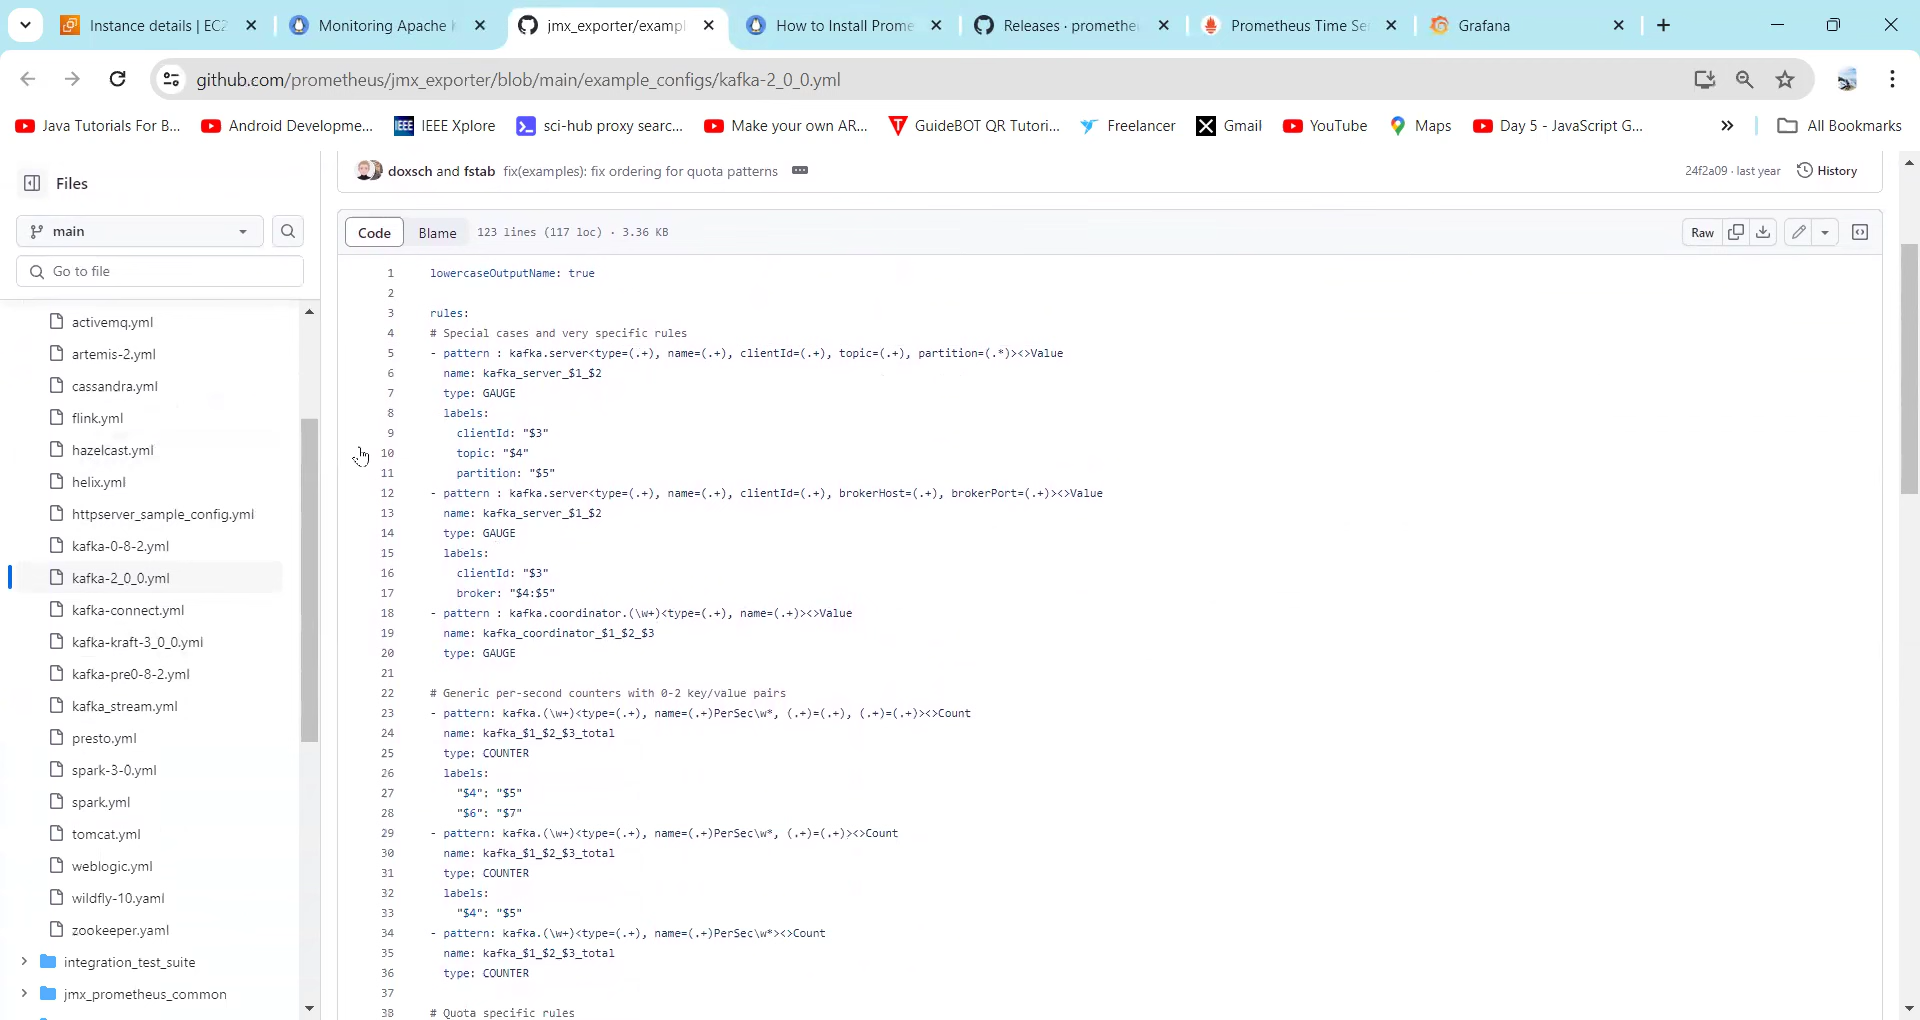 Instance details | EC2
Monitoring Apache K
jmx_exporter/exampl
How to Install Prome
Releases · promethe
Prometheus Time Se
Grafana
github.com/prometheus/jmx_exporter/blob/main/example_configs/kafka-2_0_0.yml
Java Tutorials For B...
Android Developme...
IEEE Xplore
sci-hub proxy searc...
Make your own AR...
GuideBOT QR Tutori...
Freelancer
Gmail
YouTube
Maps
Day 5 - JavaScript G...
All Bookmarks
Files
doxsch and fstab fix(examples): fix ordering for quota patterns
24f2a09 · last year
History
main
Code
Blame
123 lines (117 loc) · 3.36 KB
Raw
Go to file
activemq.yml
artemis-2.yml
cassandra.yml
flink.yml
hazelcast.yml
helix.yml
httpserver_sample_config.yml
kafka-0-8-2.yml
kafka-2_0_0.yml
kafka-connect.yml
kafka-kraft-3_0_0.yml
kafka-pre0-8-2.yml
kafka_stream.yml
presto.yml
spark-3-0.yml
spark.yml
tomcat.yml
weblogic.yml
wildfly-10.yaml
zookeeper.yaml
integration_test_suite
jmx_prometheus_common
1 lowercaseOutputName: true
2
3 rules:
4 # Special cases and very specific rules
5 - pattern : kafka.server<type=(.+), name=(.+), clientId=(.+), topic=(.+), partition=(.*)><>Value
6 name: kafka_server_$1_$2
7 type: GAUGE
8 labels:
9 clientId: "$3"
10 topic: "$4"
11 partition: "$5"
12 - pattern : kafka.server<type=(.+), name=(.+), clientId=(.+), brokerHost=(.+), brokerPort=(.+)><>Value
13 name: kafka_server_$1_$2
14 type: GAUGE
15 labels:
16 clientId: "$3"
17 broker: "$4:$5"
18 - pattern : kafka.coordinator.(\w+)<type=(.+), name=(.+)><>Value
19 name: kafka_coordinator_$1_$2_$3
20 type: GAUGE
21
22 # Generic per-second counters with 0-2 key/value pairs
23 - pattern: kafka.(\w+)<type=(.+), name=(.+)PerSec\w*, (.+)=(.+), (.+)=(.+)><>Count
24 name: kafka_$1_$2_$3_total
25 type: COUNTER
26 labels:
27 "$4": "$5"
28 "$6": "$7"
29 - pattern: kafka.(\w+)<type=(.+), name=(.+)PerSec\w*, (.+)=(.+)><>Count
30 name: kafka_$1_$2_$3_total
31 type: COUNTER
32 labels:
33 "$4": "$5"
34 - pattern: kafka.(\w+)<type=(.+), name=(.+)PerSec\w*><>Count
35 name: kafka_$1_$2_$3_total
36 type: COUNTER
37
38 # Quota specific rules